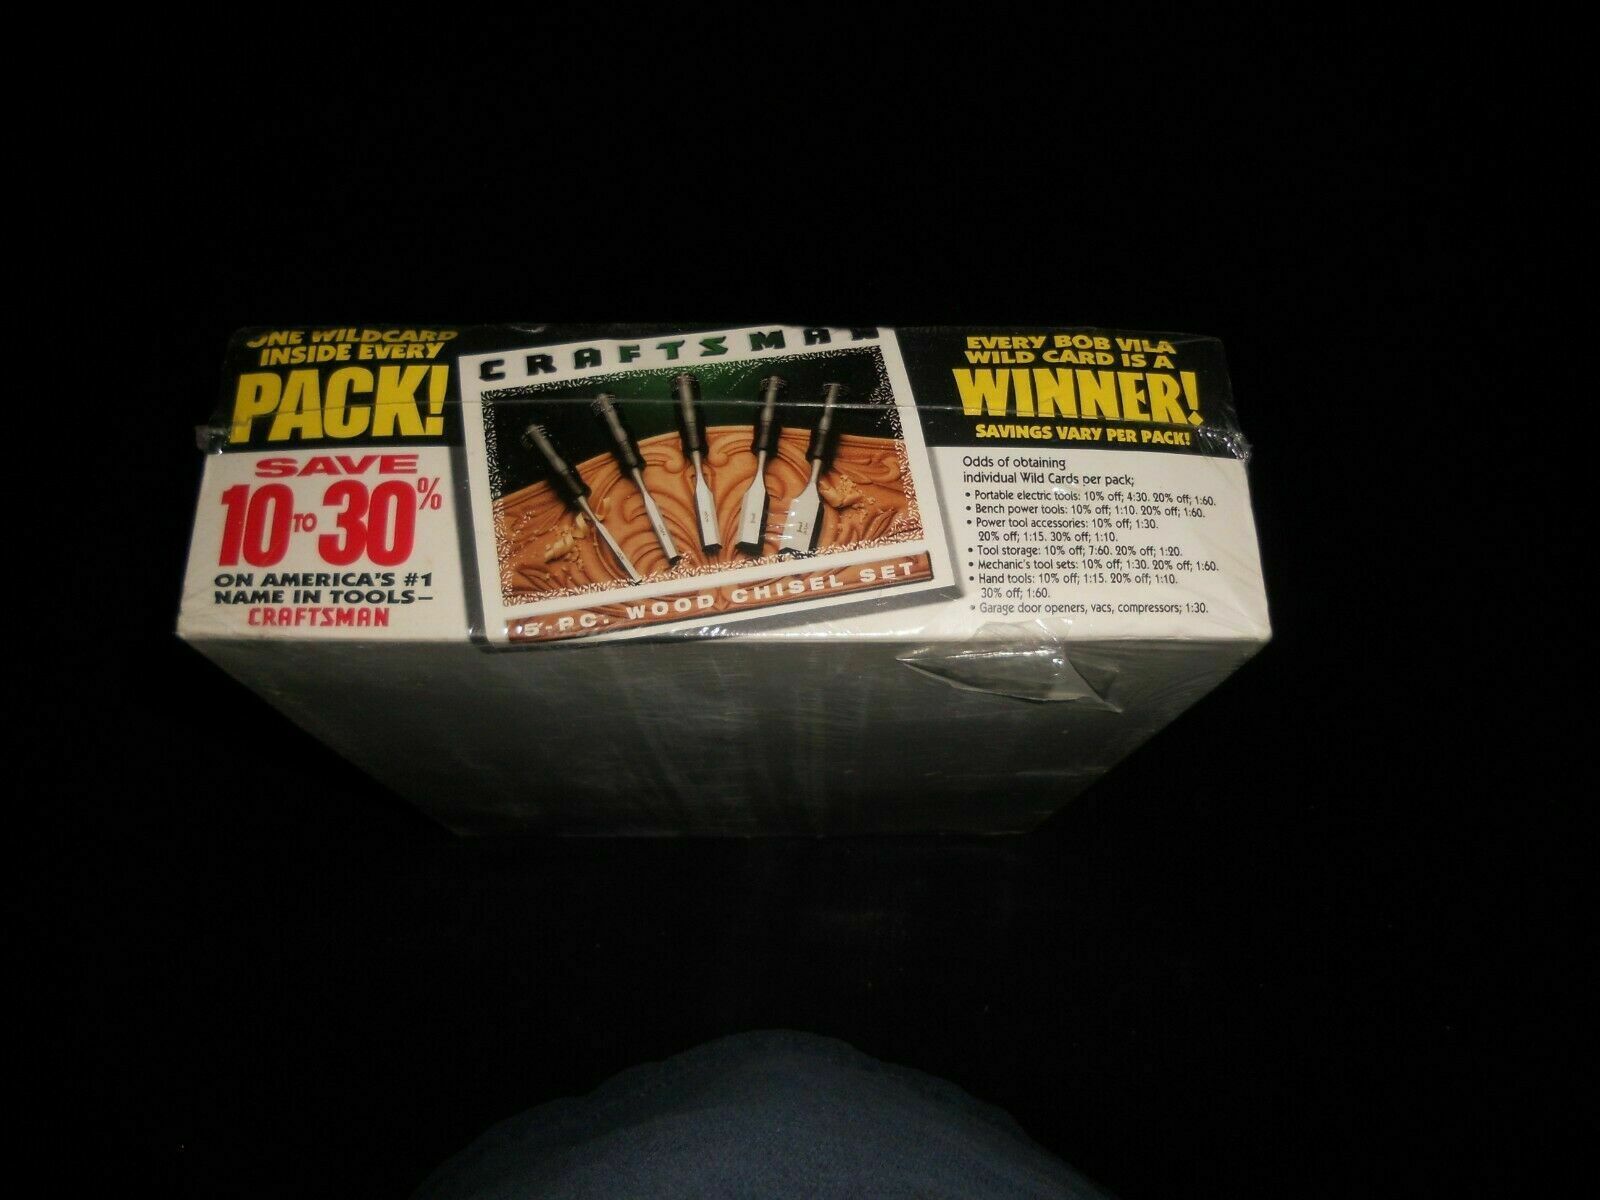 ONE WILDCARD
INSIDE EVERY
PACK!
SAVE
10 TO 30%
ON AMERICA'S #1
NAME IN TOOLS—
CRAFTSMAN
CRAFTSMAN
5-PC. WOOD CHISEL SET
EVERY BOB VILA
WILD CARD IS A
WINNER!
SAVINGS VARY PER PACK!
Odds of obtaining
individual Wild Cards per pack;
• Portable electric tools: 10% off; 4:30. 20% off; 1:60.
• Bench power tools: 10% off; 1:10. 20% off; 1:60.
• Power tool accessories: 10% off; 1:30.
20% off; 1:15. 30% off; 1:10.
• Tool storage: 10% off; 7:60. 20% off; 1:20.
• Mechanic's tool sets: 10% off; 1:30. 20% off; 1:60.
• Hand tools: 10% off; 1:15. 20% off; 1:10.
30% off; 1:60.
• Garage door openers, vacs, compressors; 1:30.